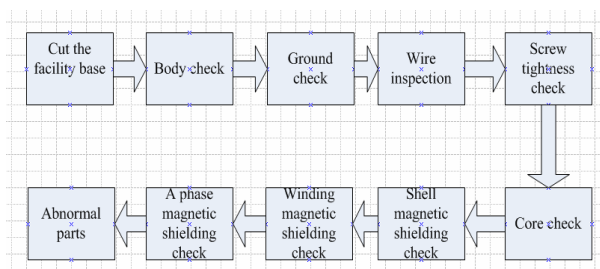 Cut the
facility base
Body check
Ground
check
Wire
inspection
Screw
tightness
check
Core check
Shell
magnetic
shielding
check
Winding
magnetic
shielding
check
A phase
magnetic
shielding
check
Abnormal
parts